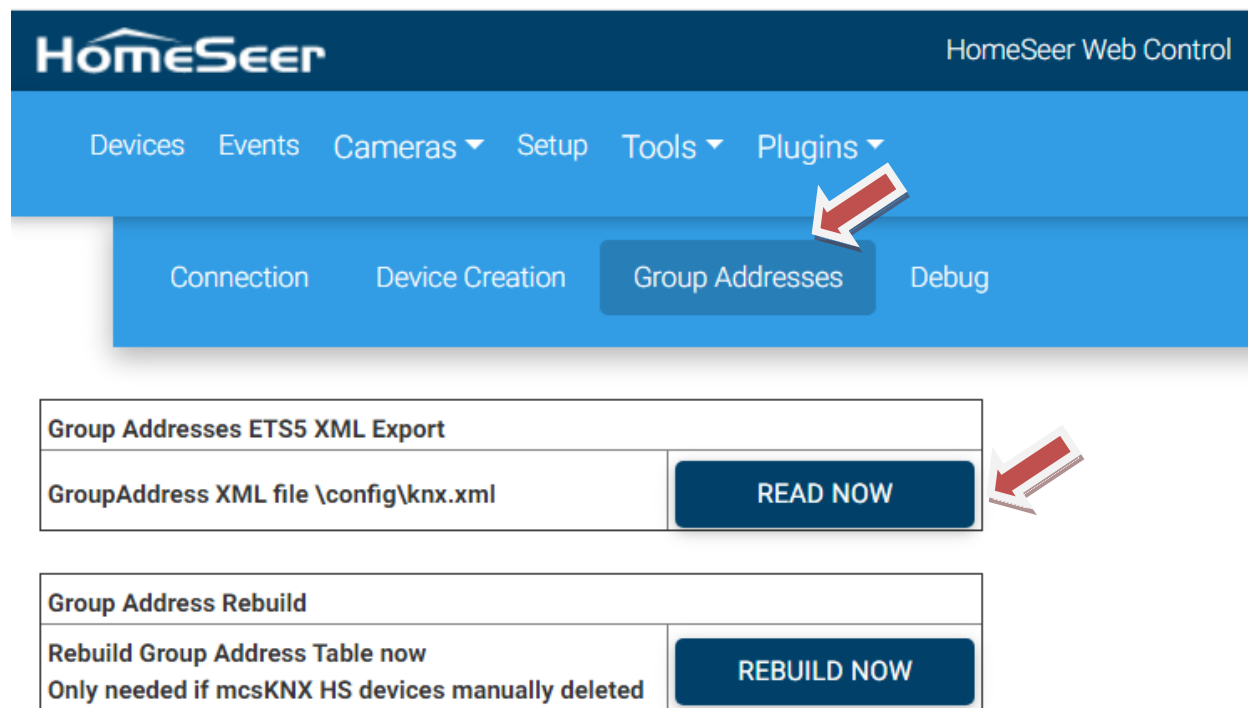 HomeSeer HomeSeer Web Control
Devices Events Cameras Setup Tools Plugins
Connection Device Creation Group Addresses Debug
Group Addresses ETS5 XML Export
GroupAddress XML file \config\knx.xml READ NOW
Group Address Rebuild
Rebuild Group Address Table now
Only needed if mcsKNX HS devices manually deleted REBUILD NOW